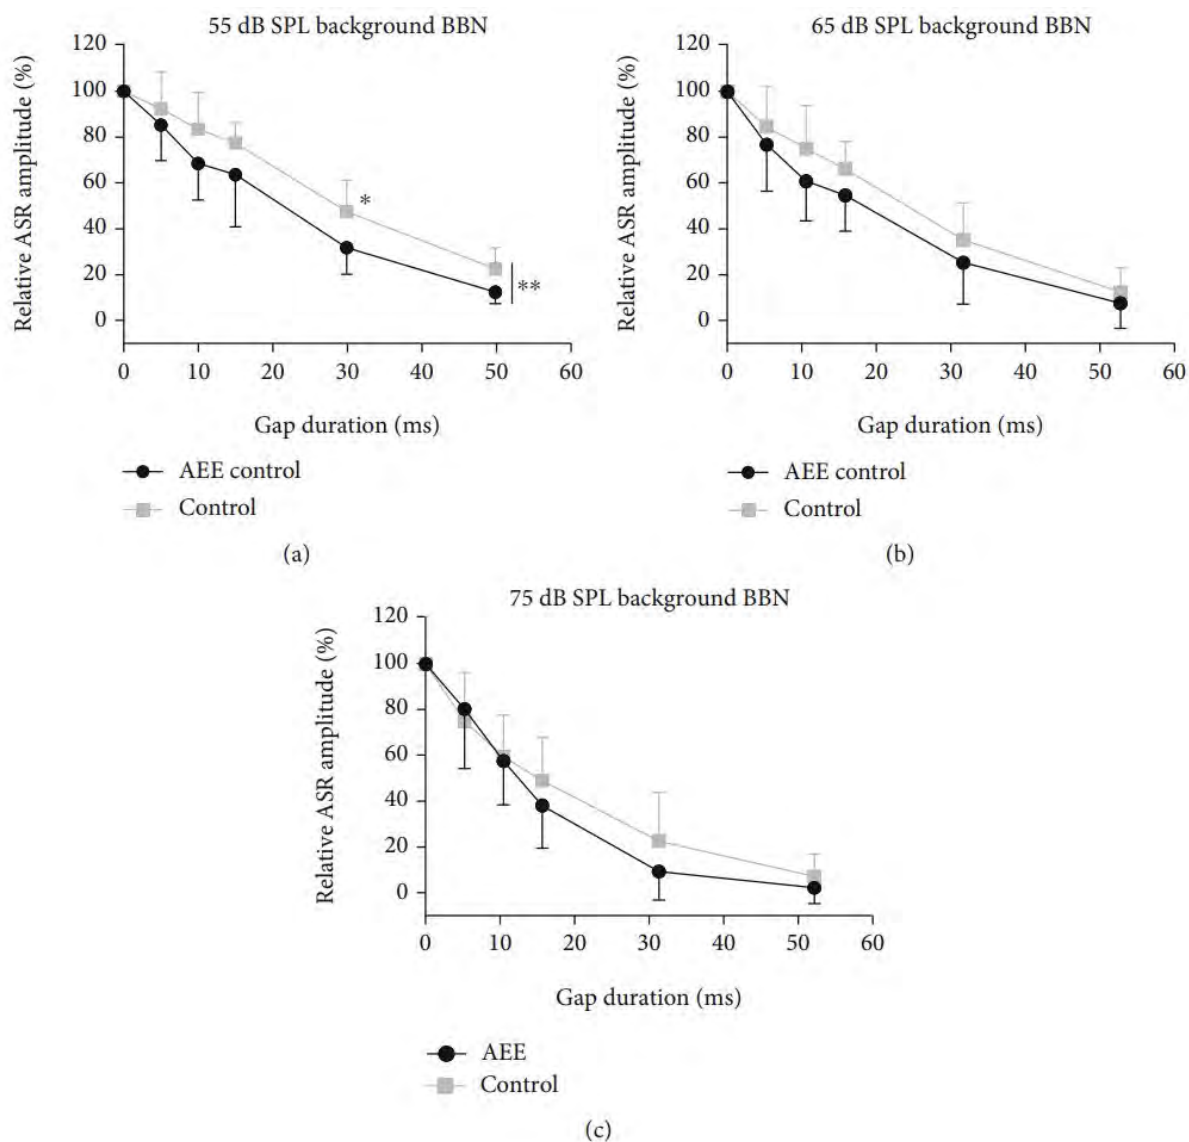 (a)
55 dB SPL background BBN
Relative ASR amplitude (%)
120
100
80
60
40
20
0
*
**
0 10 20 30 40 50 60
Gap duration (ms)
AEE control
Control
(a)
65 dB SPL background BBN
Relative ASR amplitude (%)
120
100
80
60
40
20
0
0 10 20 30 40 50 60
Gap duration (ms)
AEE control
Control
(b)
75 dB SPL background BBN
Relative ASR amplitude (%)
120
100
80
60
40
20
0
0 10 20 30 40 50 60
Gap duration (ms)
AEE
Control
(c)